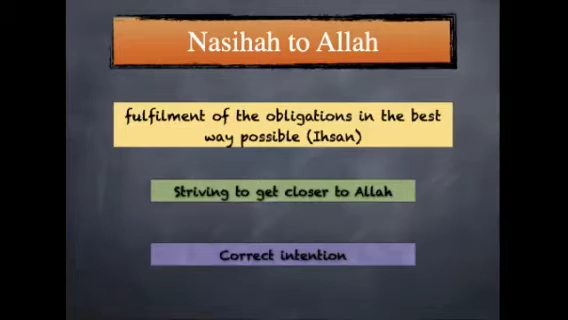 Nasihah to Allah
fulfilment of the obligations in the best
way possible (Ihsan)
Striving to get closer to Allah
Correct intention